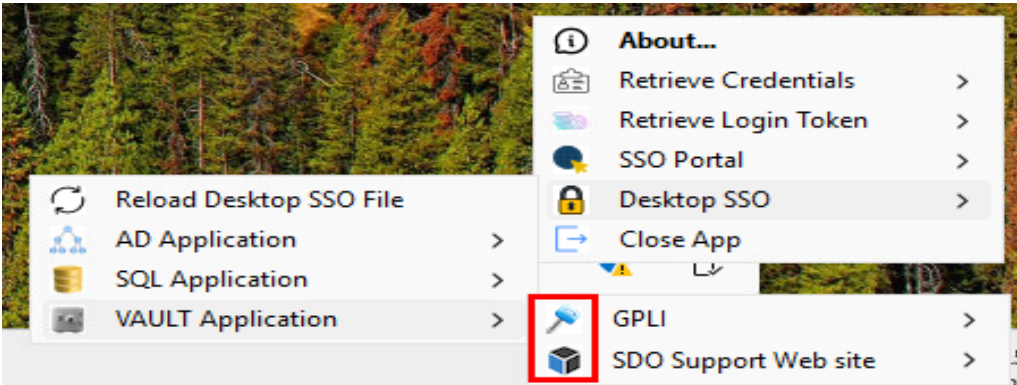 About...
Retrieve Credentials
Retrieve Login Token
SSO Portal
Desktop SSO
Close App
Reload Desktop SSO File
AD Application
SQL Application
VAULT Application
GPLI
SDO Support Web site